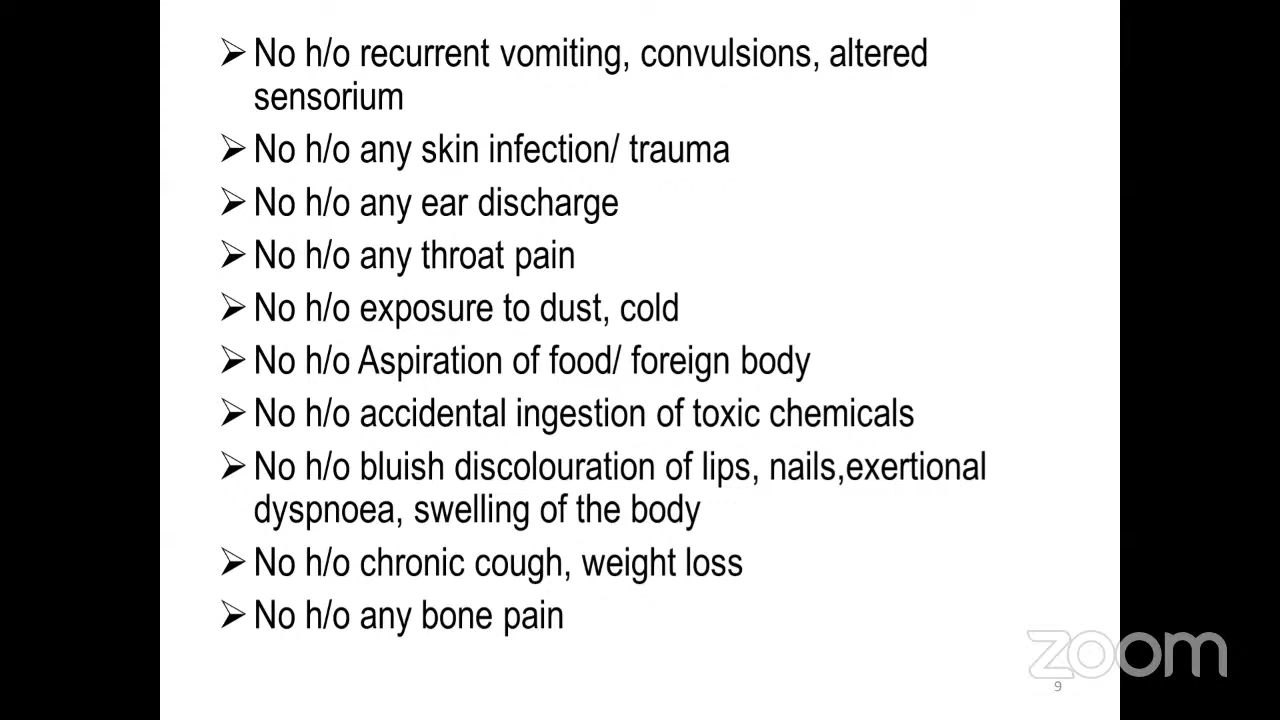 ➢ No h/o recurrent vomiting, convulsions, altered
sensorium
➢ No h/o any skin infection/ trauma
➢ No h/o any ear discharge
➢ No h/o any throat pain
➢ No h/o exposure to dust, cold
➢ No h/o Aspiration of food/ foreign body
➢ No h/o accidental ingestion of toxic chemicals
➢ No h/o bluish discolouration of lips, nails,exertional
dyspnoea, swelling of the body
➢ No h/o chronic cough, weight loss
➢ No h/o any bone pain
zoom
9